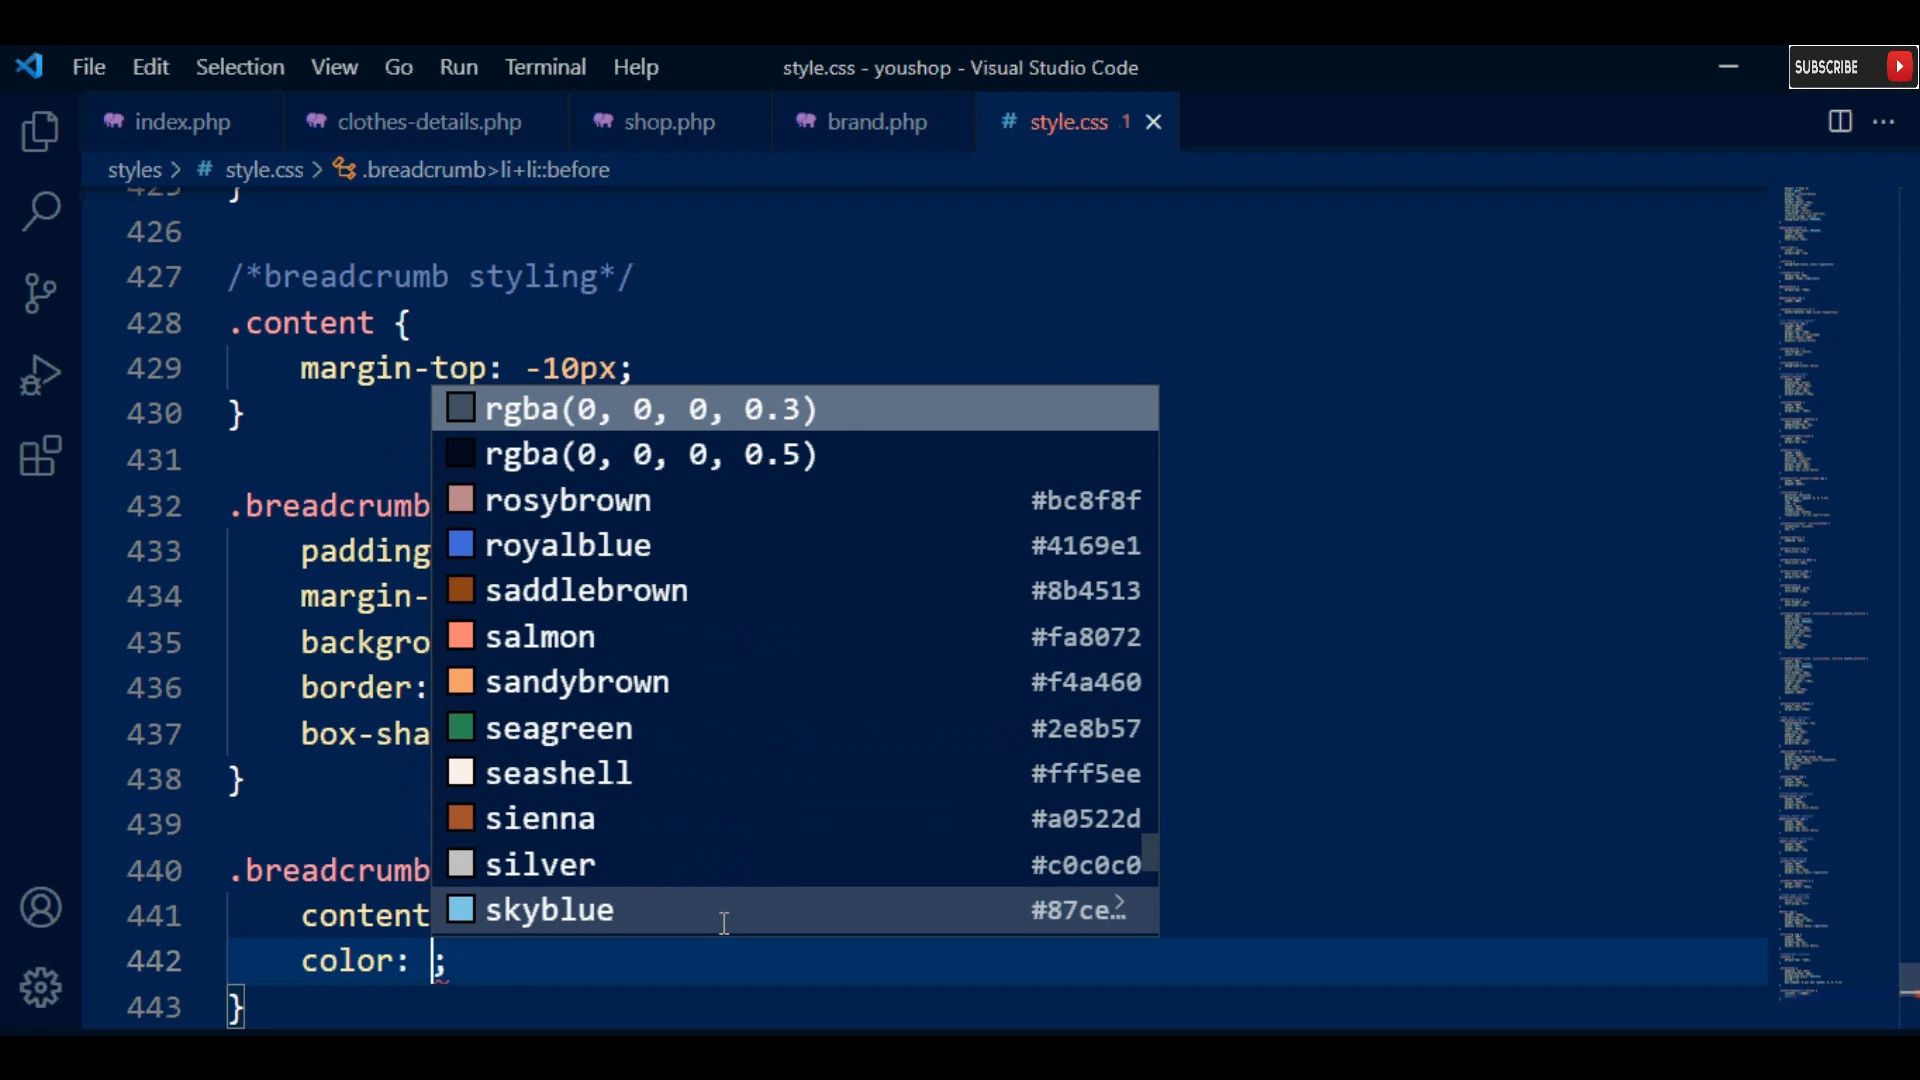 File Edit Selection View Go Run Terminal Help style.css - youshop - Visual Studio Code SUBSCRIBE
index.php clothes-details.php shop.php brand.php # style.css 1
styles > # style.css > .breadcrumb>li+li::before
425 }
426
427 /*breadcrumb styling*/
428 .content {
429 margin-top: -10px;
430 }
rgba(0, 0, 0, 0.3)
rgba(0, 0, 0, 0.5)
431
rosybrown #bc8f8f
432 .breadcrumb
royalblue #4169e1
433 padding
saddlebrown #8b4513
434 margin-
salmon #fa8072
435 backgro
sandybrown #f4a460
436 border:
seagreen #2e8b57
437 box-sha
seashell #fff5ee
438 }
sienna #a0522d
439
silver #c0c0c0
440 .breadcrumb
skyblue #87ce…
441 content
442 color: ;
443 }